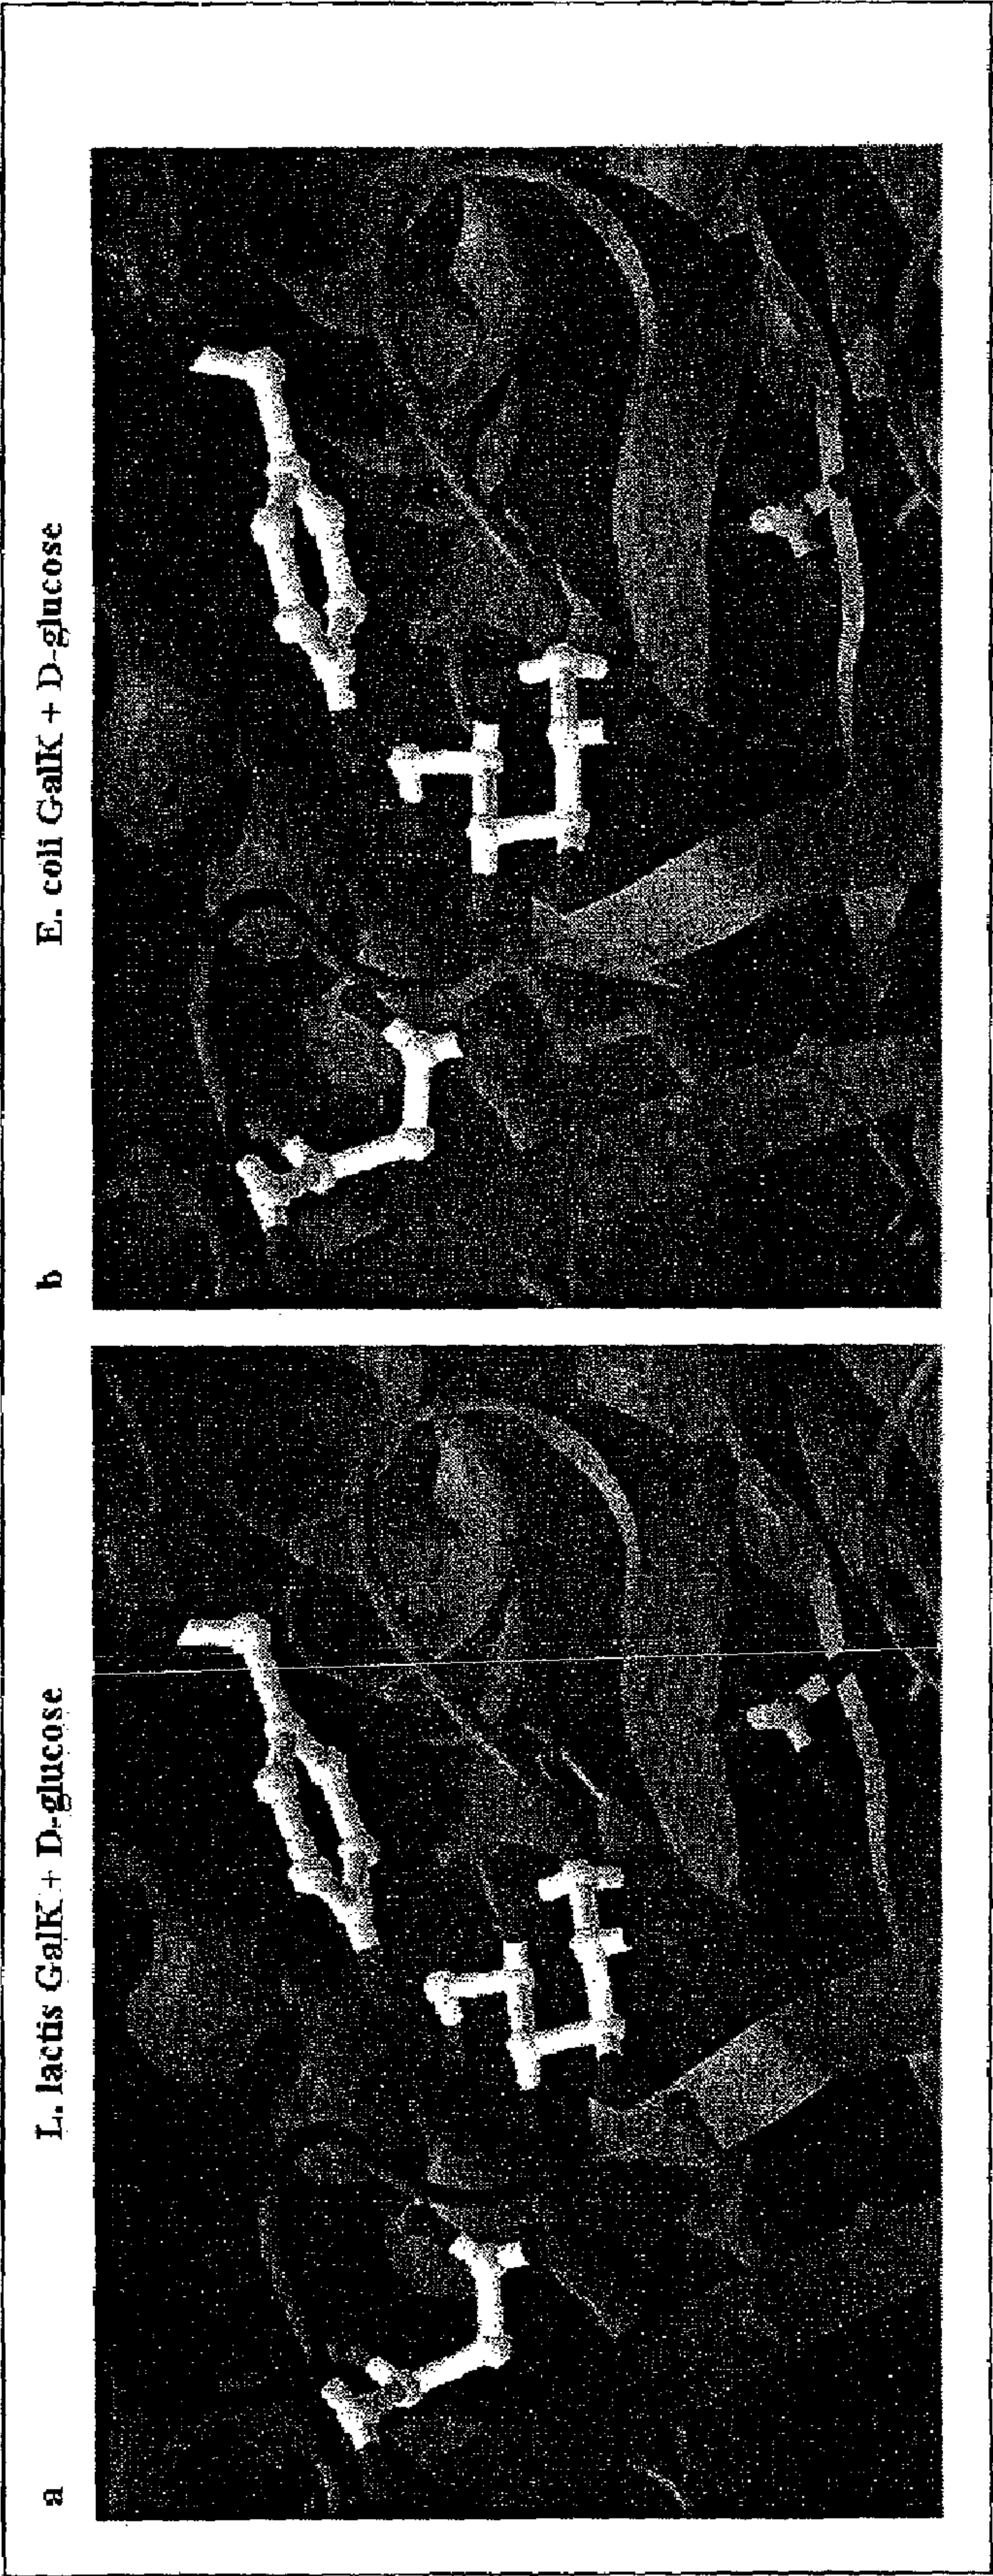 a
L. lactis GalK + D-glucose
b
E. coli GalK + D-glucose